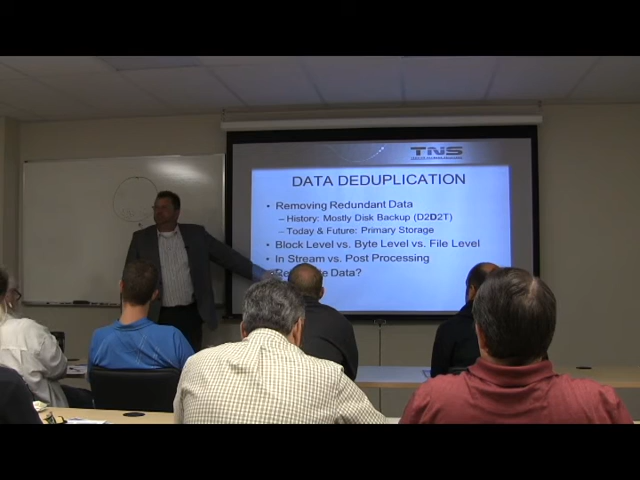 TNS
DATA DEDUPLICATION
• Removing Redundant Data
– History: Mostly Disk Backup (D2D2T)
– Today & Future: Primary Storage
• Block Level vs. Byte Level vs. File Level
• In Stream vs. Post Processing
Data?